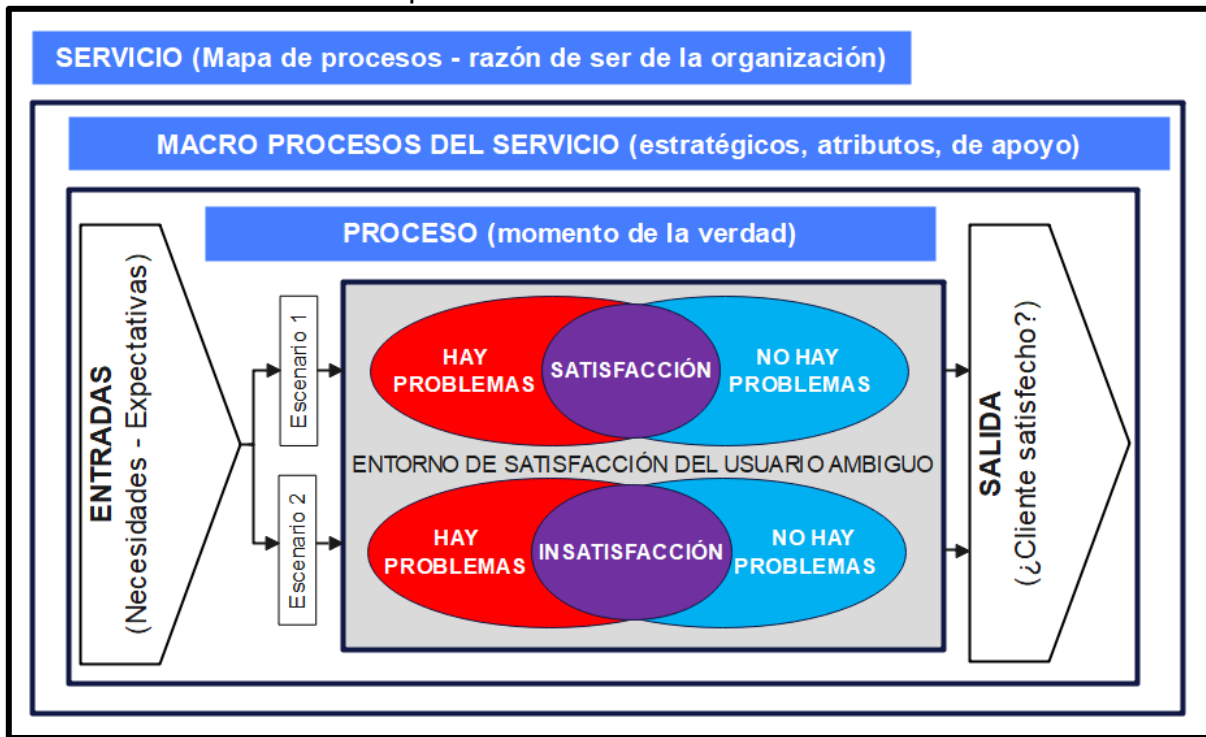 SERVICIO (Mapa de procesos - razón de ser de la organización)
MACRO PROCESOS DEL SERVICIO (estratégicos, atributos, de apoyo)
PROCESO (momento de la verdad)
ENTRADAS
(Necesidades - Expectativas)
Escenario 1
HAY
PROBLEMAS
SATISFACCIÓN
NO HAY
PROBLEMAS
ENTORNO DE SATISFACCIÓN DEL USUARIO AMBIGUO
Escenario 2
HAY
PROBLEMAS
INSATISFACCIÓN
NO HAY
PROBLEMAS
SALIDA
(¿Cliente satisfecho?)